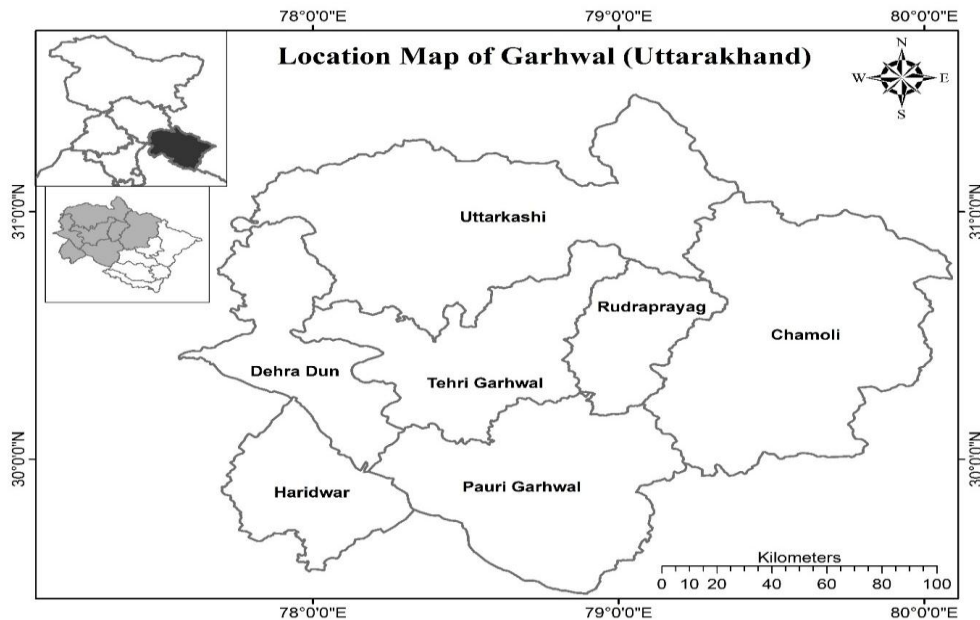 78°0'0"E 79°0'0"E 80°0'0"E
Location Map of Garhwal (Uttarakhand)
N
W E
S
31°0'0"N 31°0'0"N
Uttarkashi
Rudraprayag
Chamoli
Dehra Dun
Tehri Garhwal
30°0'0"N 30°0'0"N
Haridwar
Pauri Garhwal
Kilometers
0 10 20 40 60 80 100
78°0'0"E 79°0'0"E 80°0'0"E